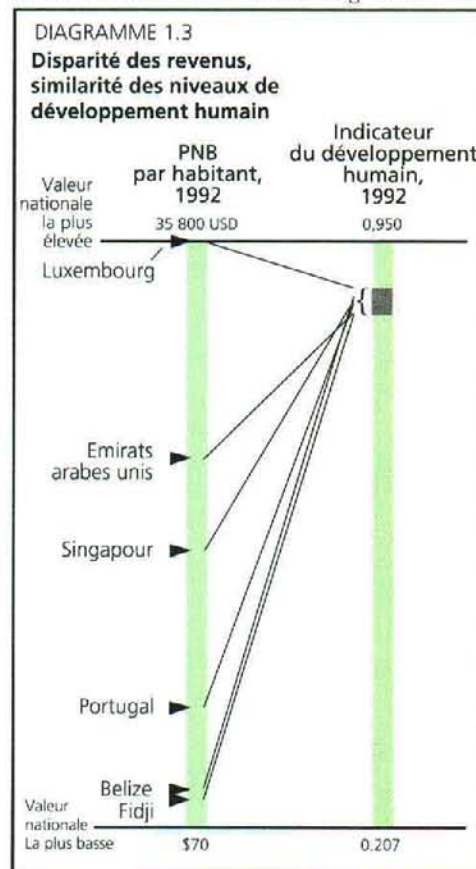 DIAGRAMME 1.3
Disparité des revenus,
similarité des niveaux de
développement humain
PNB
par habitant,
1992
Indicateur
du développement
humain,
1992
Valeur
nationale
la plus
élevée
35 800 USD
0,950
Luxembourg
{
Emirats
arabes unis
Singapour
Portugal
Belize
Fidji
Valeur
nationale
La plus basse
$70
0.207